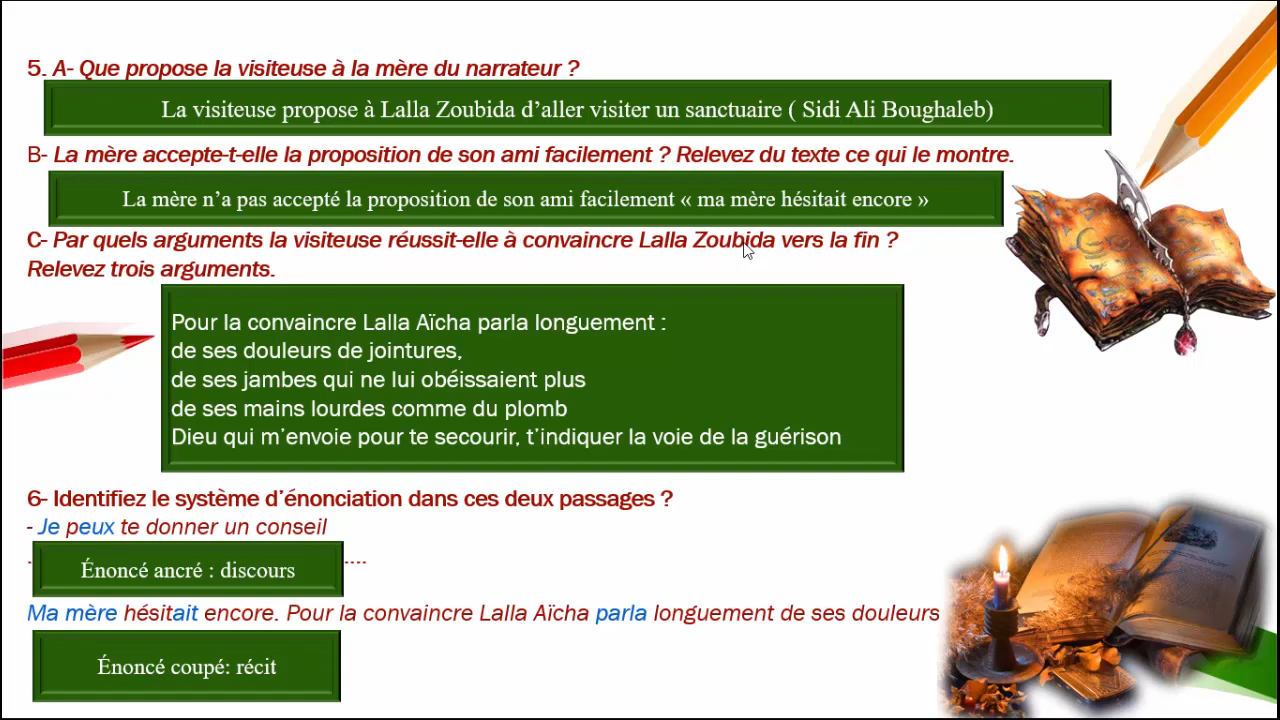 5. A- Que propose la visiteuse à la mère du narrateur ?
La visiteuse propose à Lalla Zoubida d’aller visiter un sanctuaire ( Sidi Ali Boughaleb)
B- La mère accepte-t-elle la proposition de son ami facilement ? Relevez du texte ce qui le montre.
La mère n’a pas accepté la proposition de son ami facilement « ma mère hésitait encore »
C- Par quels arguments la visiteuse réussit-elle à convaincre Lalla Zoubida vers la fin ?
Relevez trois arguments.
Pour la convaincre Lalla Aïcha parla longuement :
de ses douleurs de jointures,
de ses jambes qui ne lui obéissaient plus
de ses mains lourdes comme du plomb
Dieu qui m’envoie pour te secourir, t’indiquer la voie de la guérison
6- Identifiez le système d’énonciation dans ces deux passages ?
- Je peux te donner un conseil
Énoncé ancré : discours
Ma mère hésitait encore. Pour la convaincre Lalla Aïcha parla longuement de ses douleurs
Énoncé coupé: récit